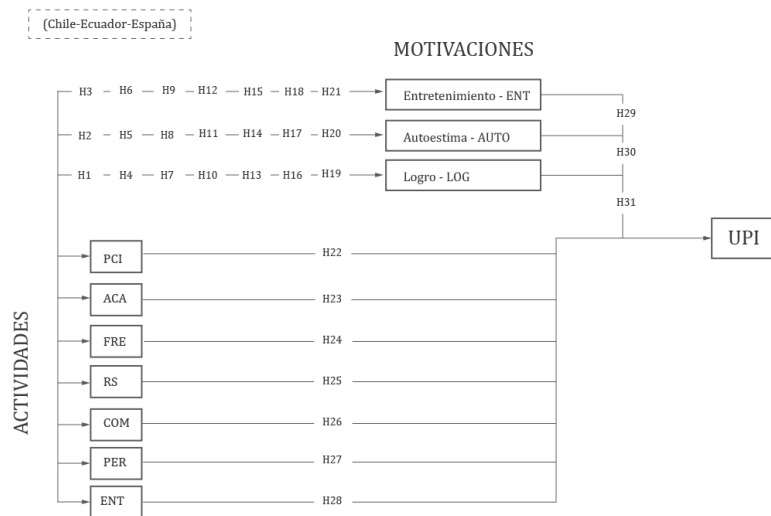 (Chile-Ecuador-España)
MOTIVACIONES
H3 H6 H9 H12 H15 H18 H21 Entretenimiento - ENT
H29
H2 H5 H8 H11 H14 H17 H20 Autoestima - AUTO
H30
H1 H4 H7 H10 H13 H16 H19 Logro - LOG
H31
UPI
ACTIVIDADES
PCI H22
ACA H23
FRE H24
RS H25
COM H26
PER H27
ENT H28